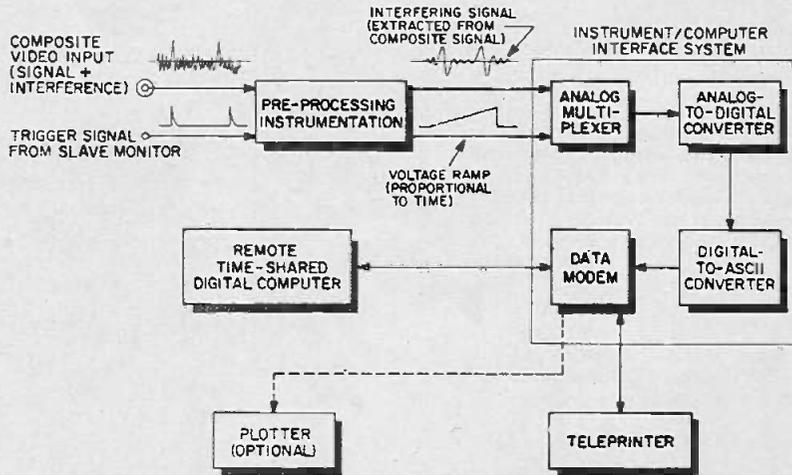 COMPOSITE
VIDEO INPUT
(SIGNAL +
INTERFERENCE)
TRIGGER SIGNAL
FROM SLAVE MONITOR
PRE-PROCESSING
INSTRUMENTATION
INTERFERING SIGNAL
(EXTRACTED FROM
COMPOSITE SIGNAL)
VOLTAGE RAMP
(PROPORTIONAL
TO TIME)
INSTRUMENT/COMPUTER
INTERFACE SYSTEM
ANALOG
MULTI-
PLEXER
ANALOG-
TO-DIGITAL
CONVERTER
REMOTE
TIME-SHARED
DIGITAL COMPUTER
DATA
MODEM
DIGITAL-
TO-ASCII
CONVERTER
PLOTTER
(OPTIONAL)
TELEPRINTER